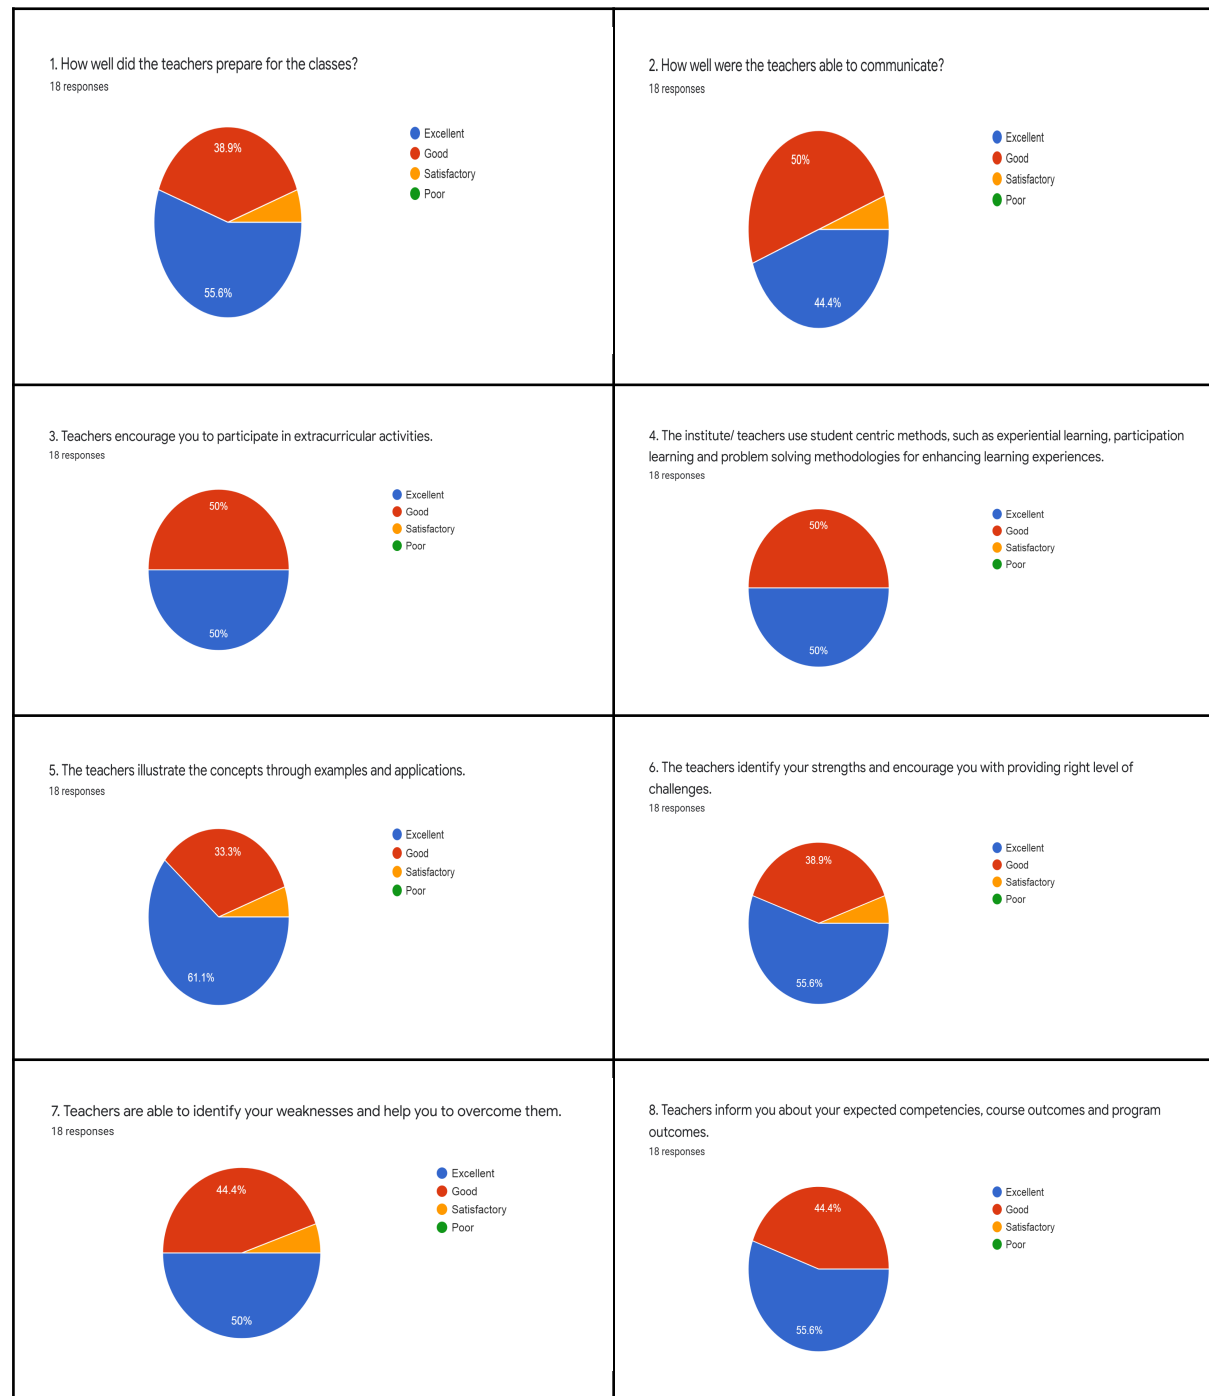 1. How well did the teachers prepare for the classes?
18 responses
38.9%
55.6%
Excellent
Good
Satisfactory
Poor
2. How well were the teachers able to communicate?
18 responses
50%
44.4%
Excellent
Good
Satisfactory
Poor
3. Teachers encourage you to participate in extracurricular activities.
18 responses
50%
50%
Excellent
Good
Satisfactory
Poor
4. The institute/ teachers use student centric methods, such as experiential learning, participation
learning and problem solving methodologies for enhancing learning experiences.
18 responses
50%
50%
Excellent
Good
Satisfactory
Poor
5. The teachers illustrate the concepts through examples and applications.
18 responses
33.3%
61.1%
Excellent
Good
Satisfactory
Poor
6. The teachers identify your strengths and encourage you with providing right level of
challenges.
18 responses
38.9%
55.6%
Excellent
Good
Satisfactory
Poor
7. Teachers are able to identify your weaknesses and help you to overcome them.
18 responses
44.4%
50%
Excellent
Good
Satisfactory
Poor
8. Teachers inform you about your expected competencies, course outcomes and program
outcomes.
18 responses
44.4%
55.6%
Excellent
Good
Satisfactory
Poor